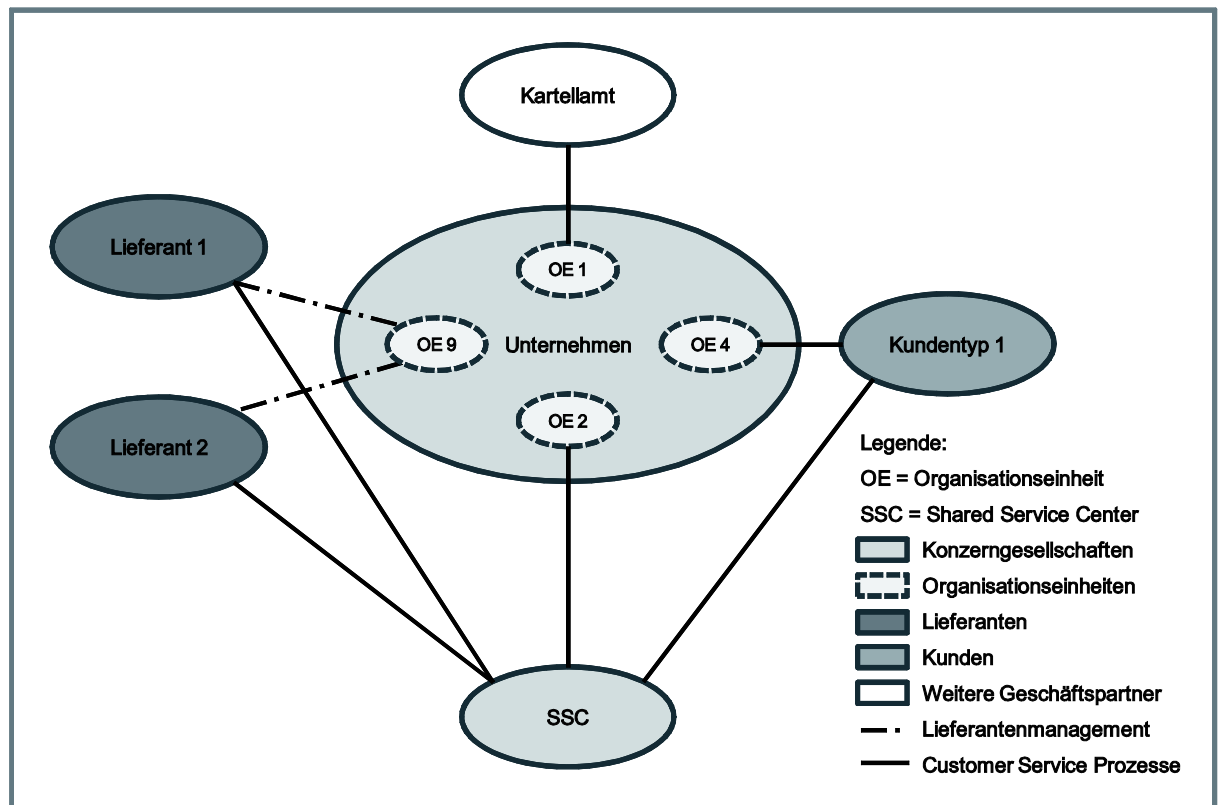 Kartellamt
Lieferant 1
OE 1
OE 9
Unternehmen
OE 4
Kundentyp 1
OE 2
Lieferant 2
SSC
Legende:
OE = Organisationseinheit
SSC = Shared Service Center
Konzerngesellschaften
Organisationseinheiten
Lieferanten
Kunden
Weitere Geschäftspartner
Lieferantenmanagement
Customer Service Prozesse